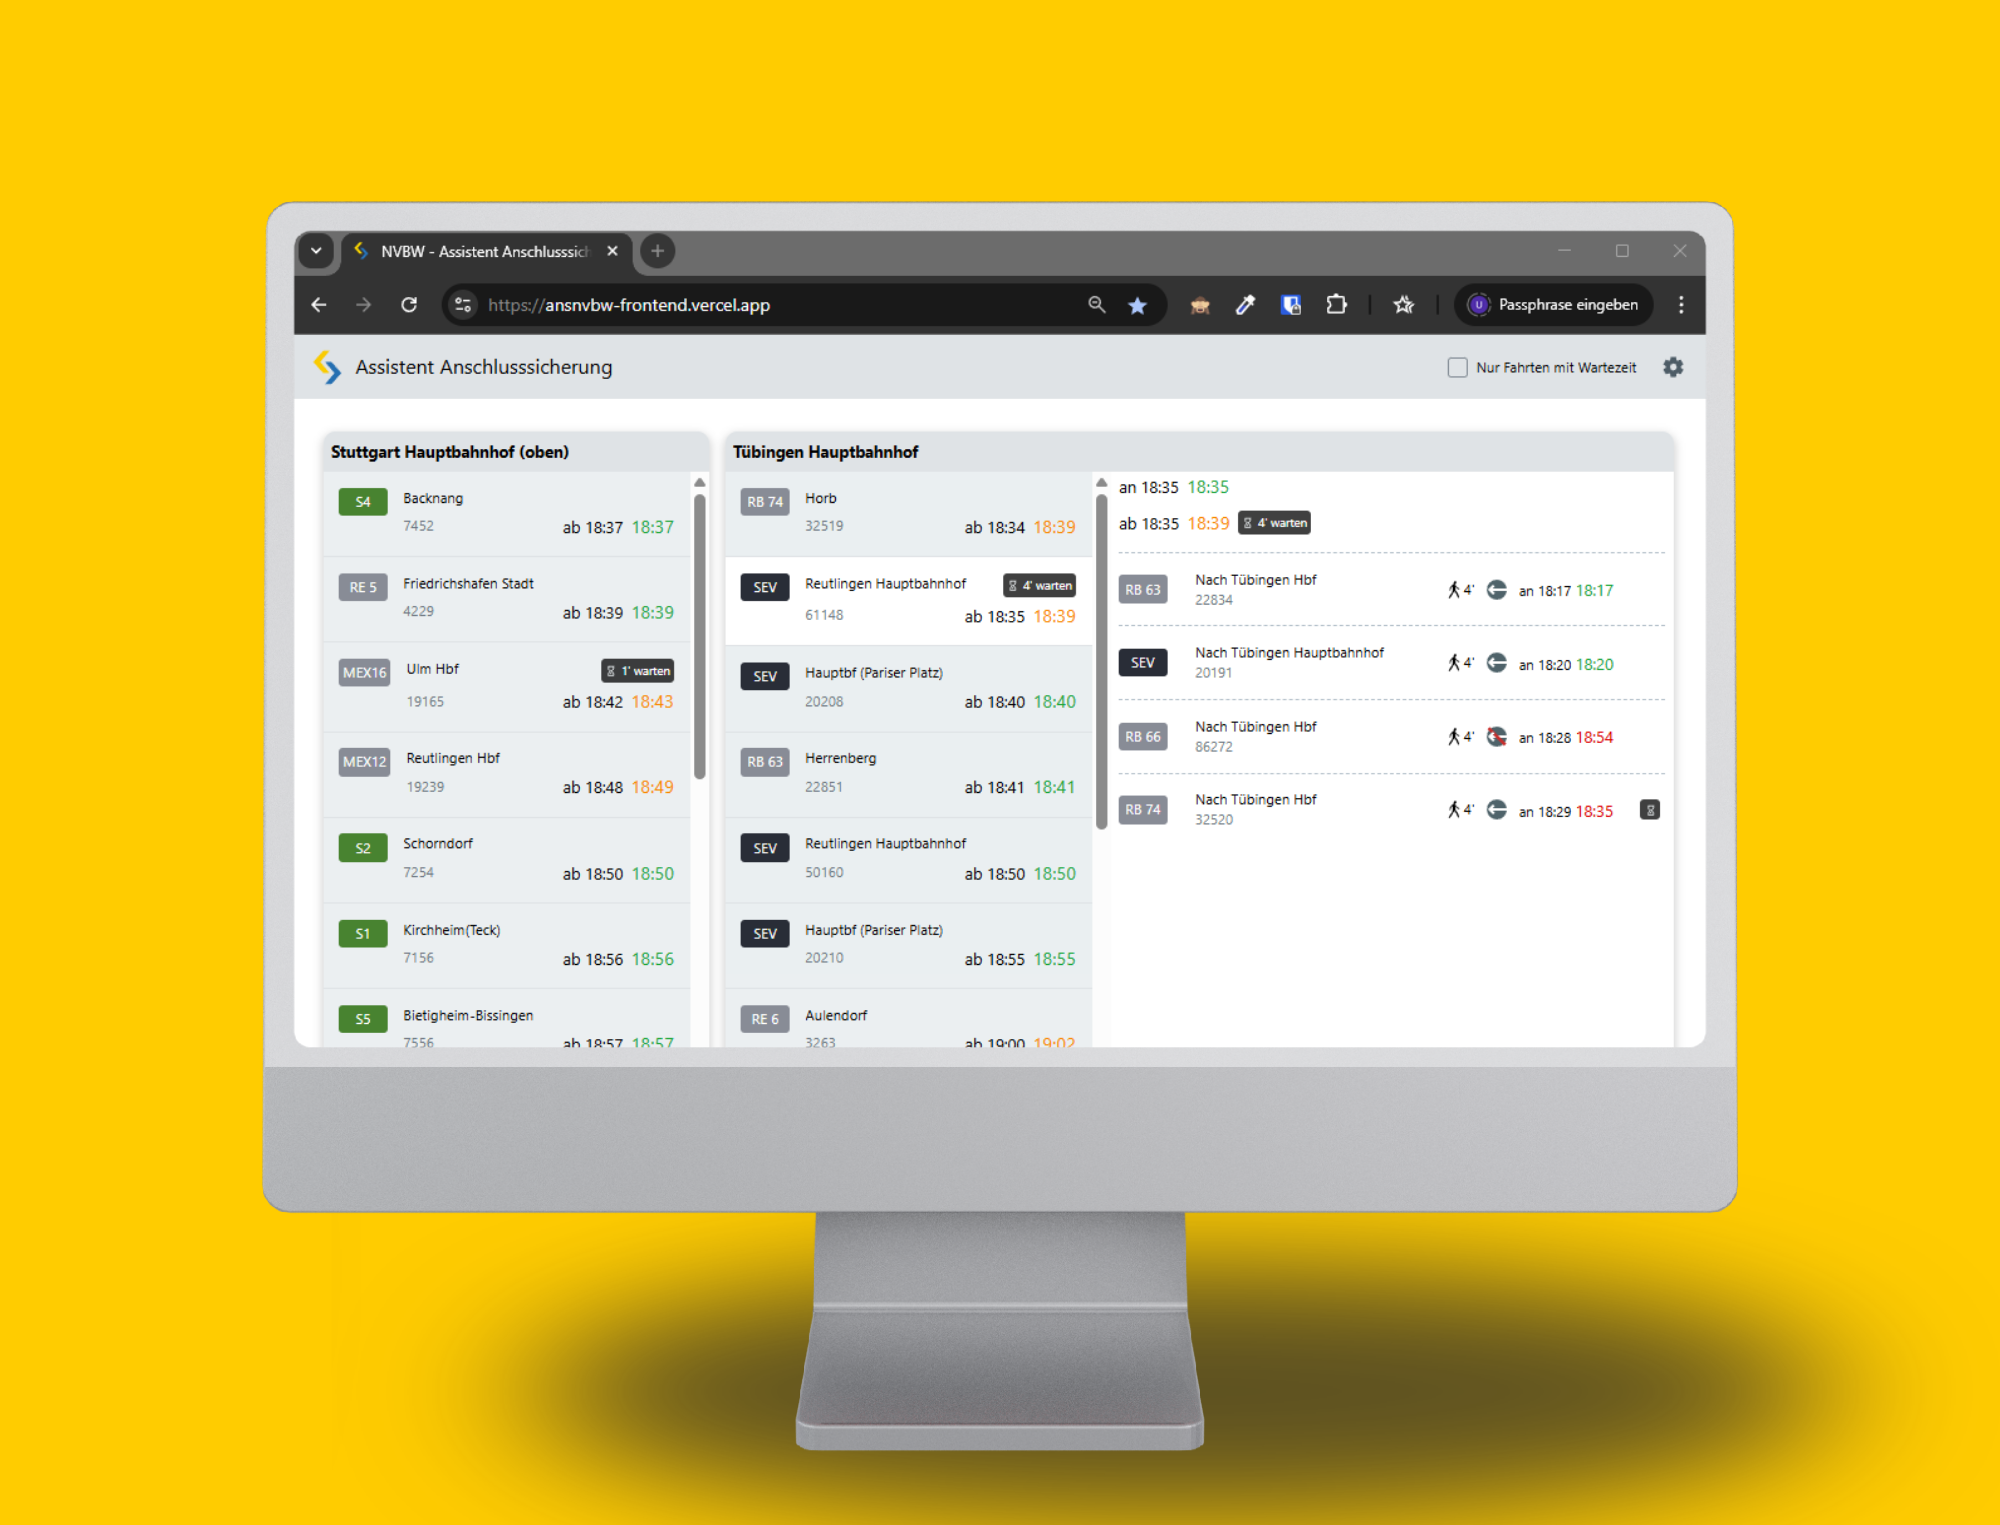 NVBW - Assistent Anschlusssich
https://ansnvbw-frontend.vercel.app
U
Passphrase eingeben
Assistent Anschlusssicherung
Nur Fahrten mit Wartezeit
Stuttgart Hauptbahnhof (oben)
S4
Backnang
7452
ab 18:37 18:37
RE 5
Friedrichshafen Stadt
4229
ab 18:39 18:39
MEX16
Ulm Hbf
1' warten
19165
ab 18:42 18:43
MEX12
Reutlingen Hbf
19239
ab 18:48 18:49
S2
Schorndorf
7254
ab 18:50 18:50
S1
Kirchheim(Teck)
7156
ab 18:56 18:56
S5
Bietigheim-Bissingen
7556
ab 18:57 18:57
Tübingen Hauptbahnhof
RB 74
Horb
32519
ab 18:34 18:39
SEV
Reutlingen Hauptbahnhof
4' warten
61148
ab 18:35 18:39
SEV
Hauptbf (Pariser Platz)
20208
ab 18:40 18:40
RB 63
Herrenberg
22851
ab 18:41 18:41
SEV
Reutlingen Hauptbahnhof
50160
ab 18:50 18:50
SEV
Hauptbf (Pariser Platz)
20210
ab 18:55 18:55
RE 6
Aulendorf
3263
ab 19:00 19:02
an 18:35 18:35
ab 18:35 18:39 4' warten
RB 63
Nach Tübingen Hbf
22834
4' an 18:17 18:17
SEV
Nach Tübingen Hauptbahnhof
20191
4' an 18:20 18:20
RB 66
Nach Tübingen Hbf
86272
4' an 18:28 18:54
RB 74
Nach Tübingen Hbf
32520
4' an 18:29 18:35